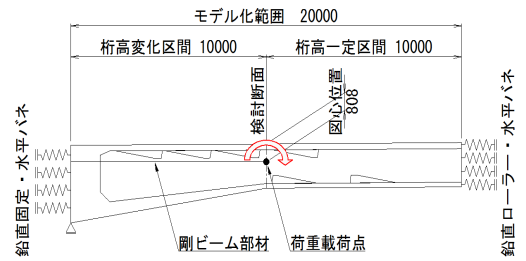 モデル化範囲 20000
桁高変化区間 10000
桁高一定区間 10000
検討断面
図心位置
808
鉛直固定・水平バネ
鉛直ローラー・水平バネ
剛ビーム部材
荷重載荷点